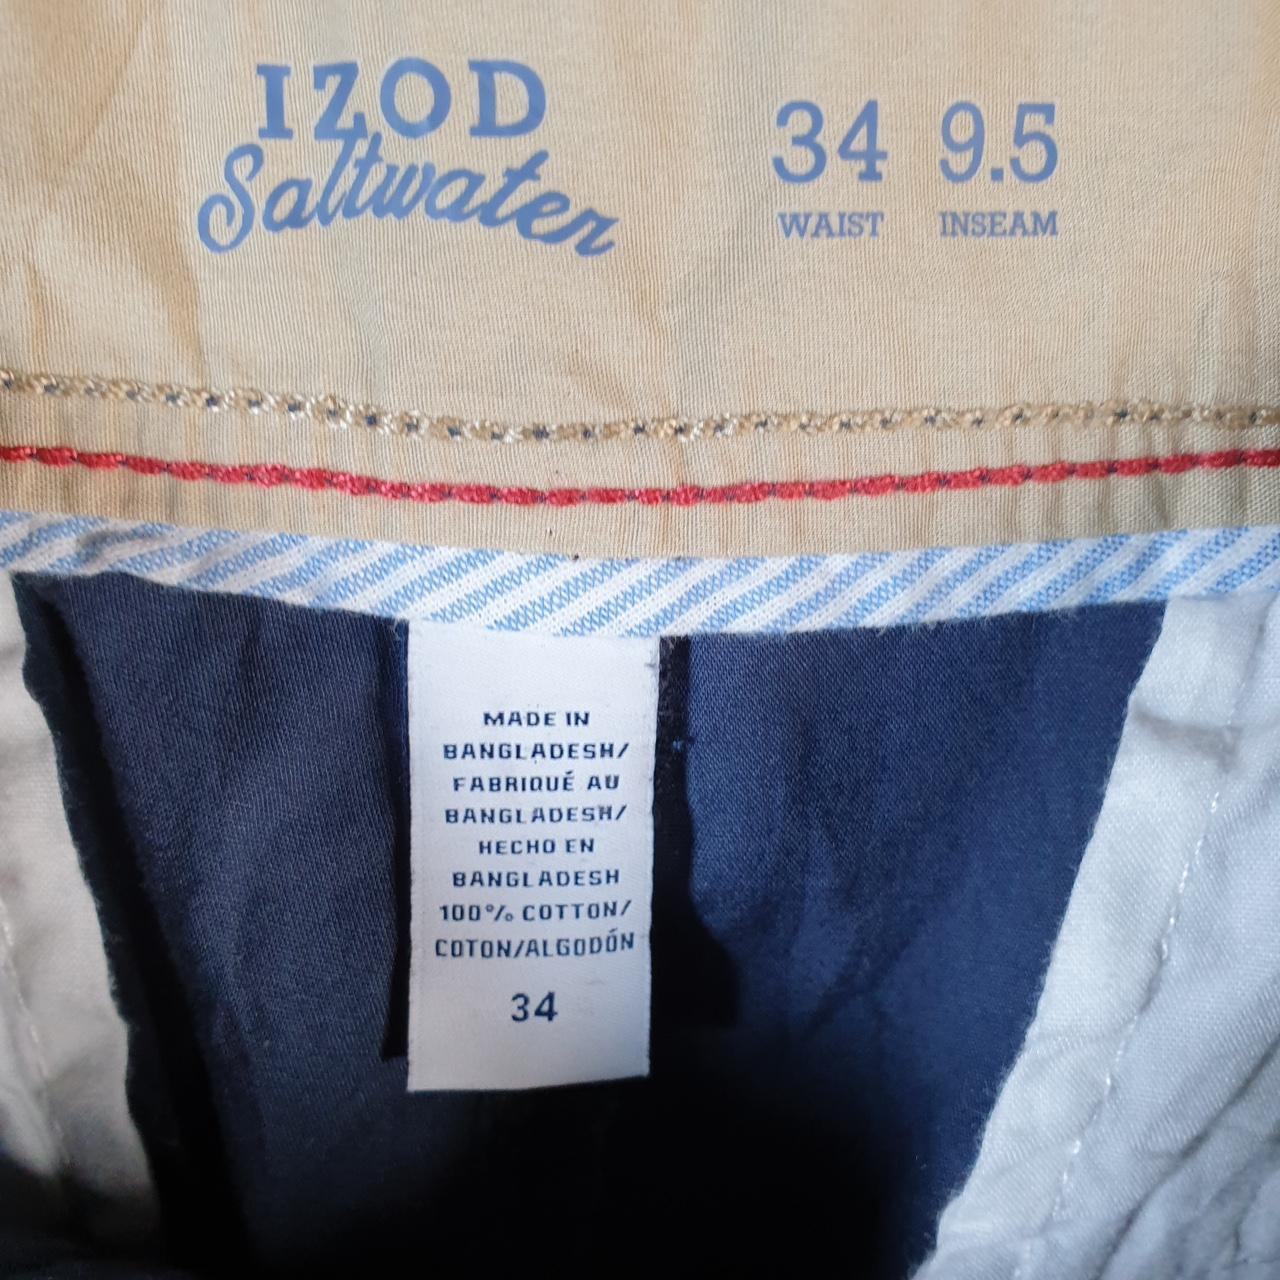 IZOD
Saltwater
34 9.5
WAIST INSEAM
MADE IN
BANGLADESH/
FABRIQUÉ AU
BANGLADESH/
HECHO EN
BANGLADESH
100% COTTON/
COTON/ALGODÓN
34